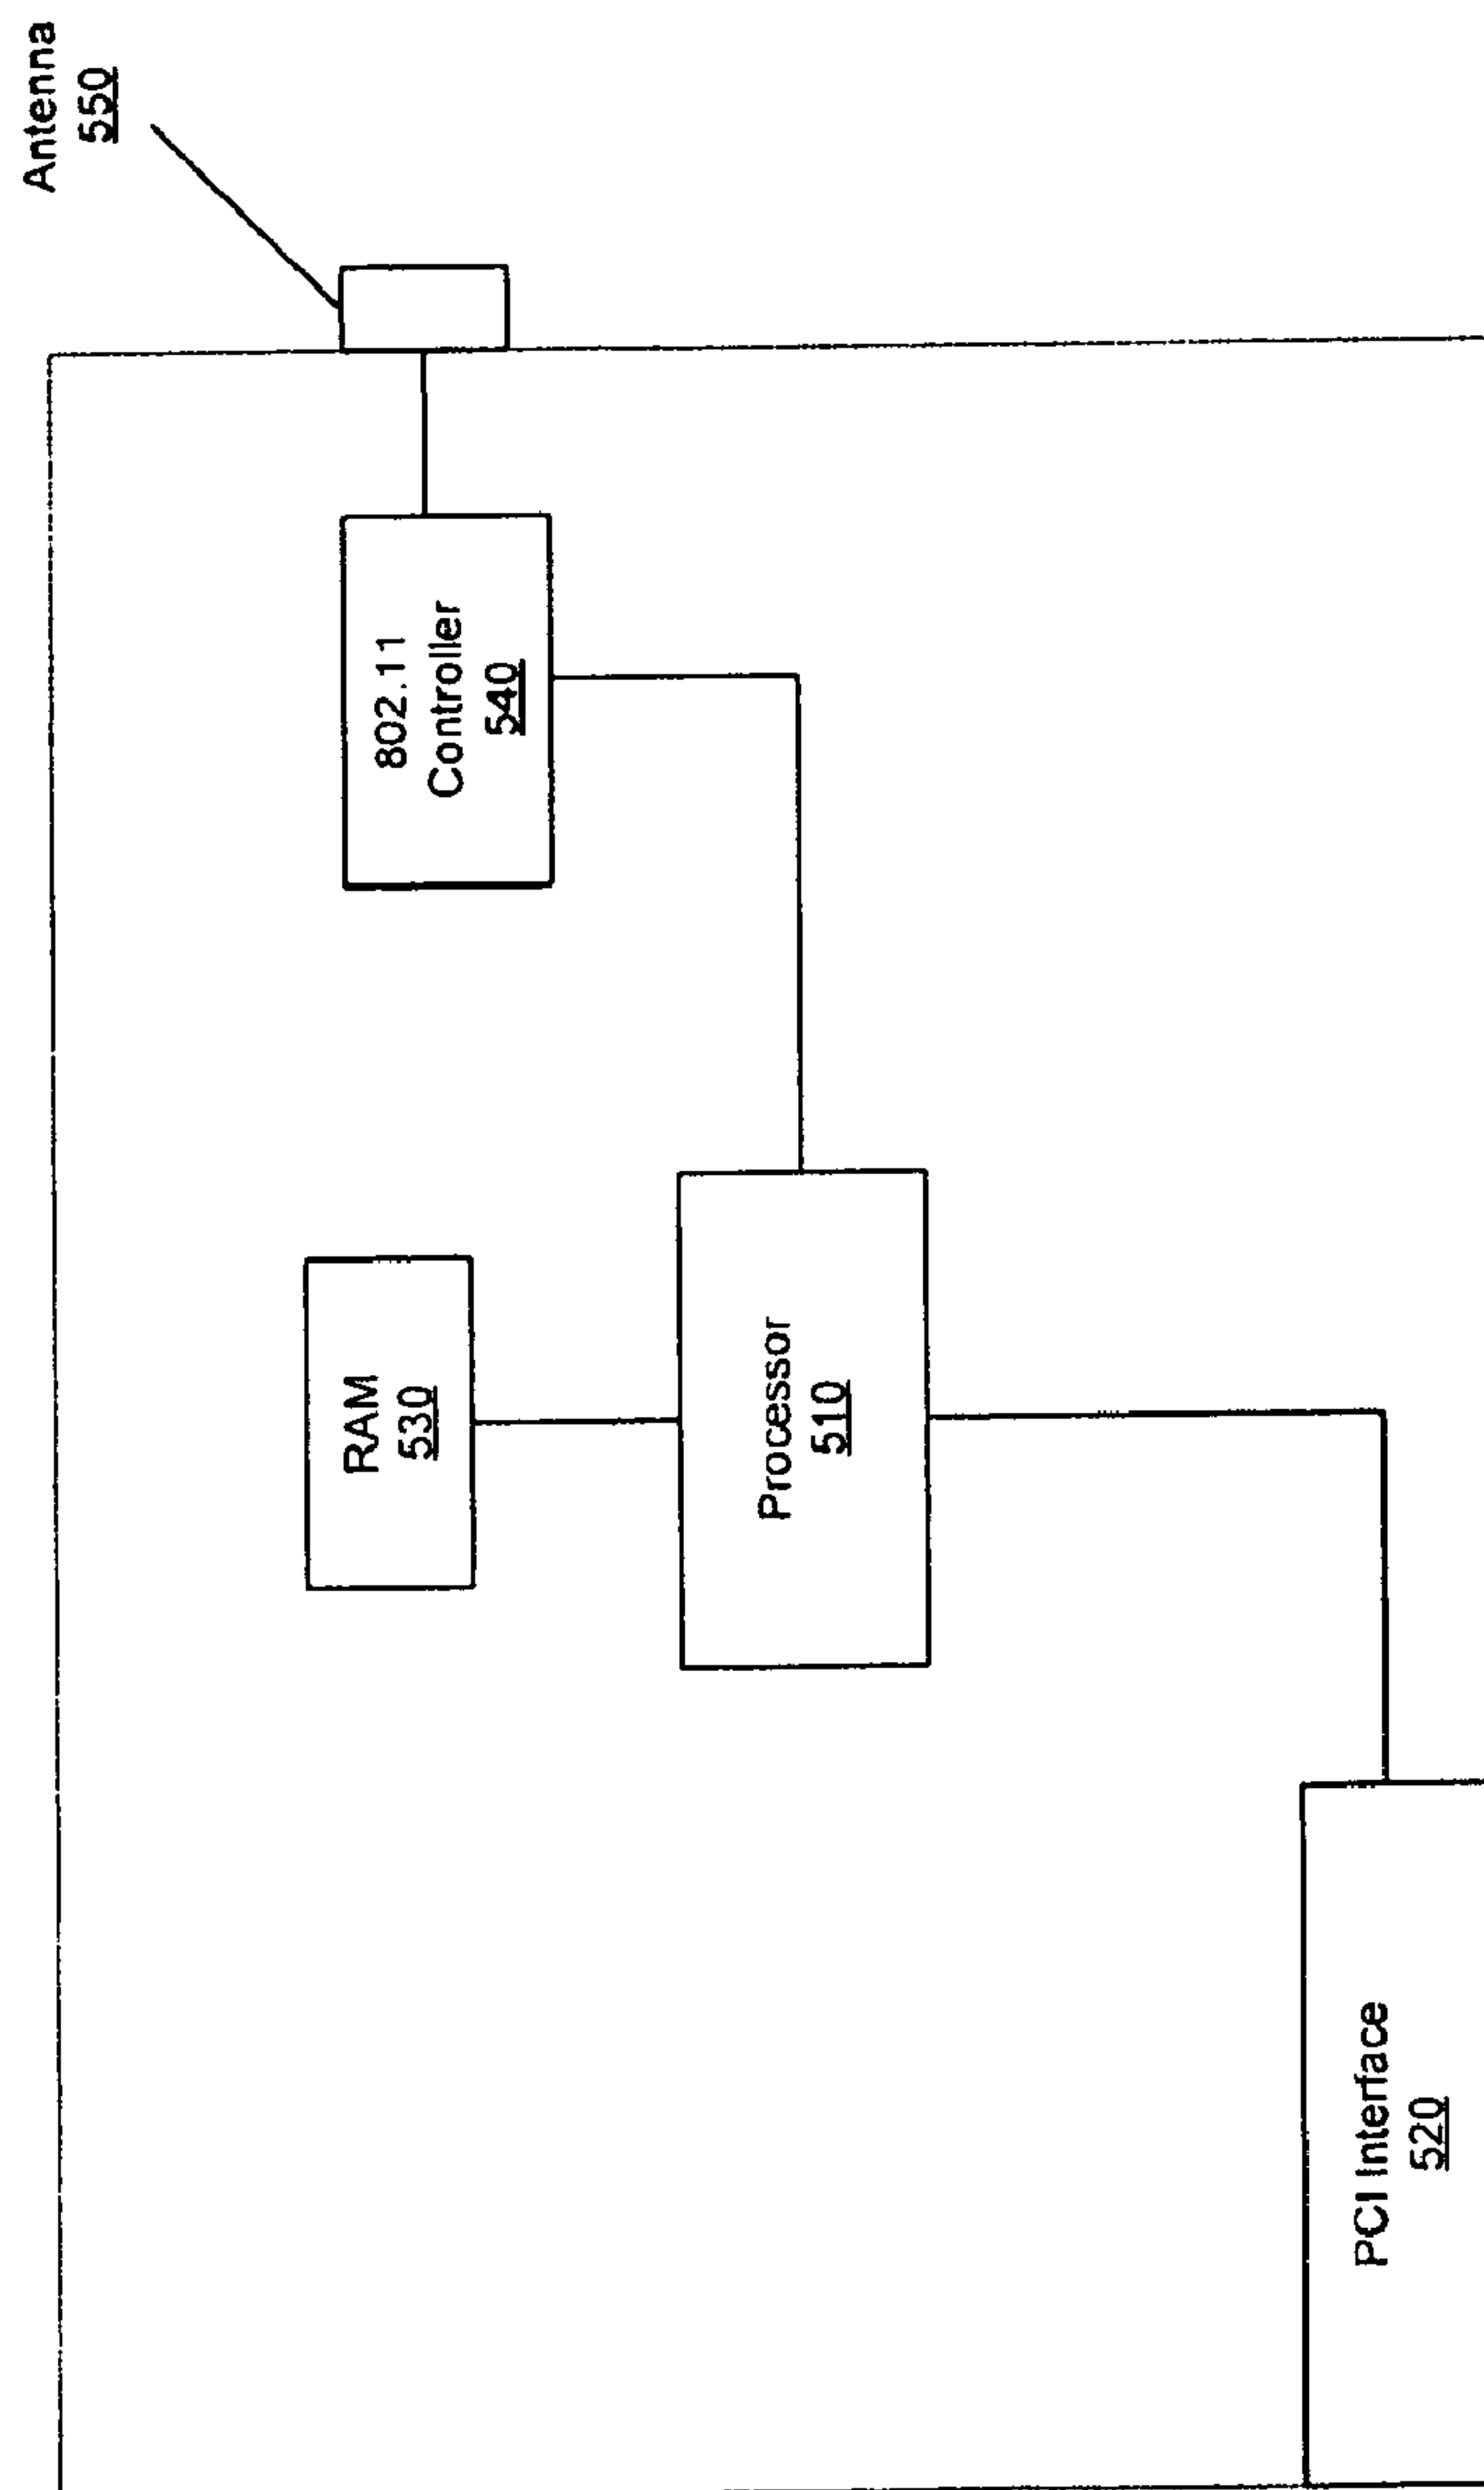 Antenna
550
802.11
Controller
540
RAM
530
Processor
510
PCI Interface
520